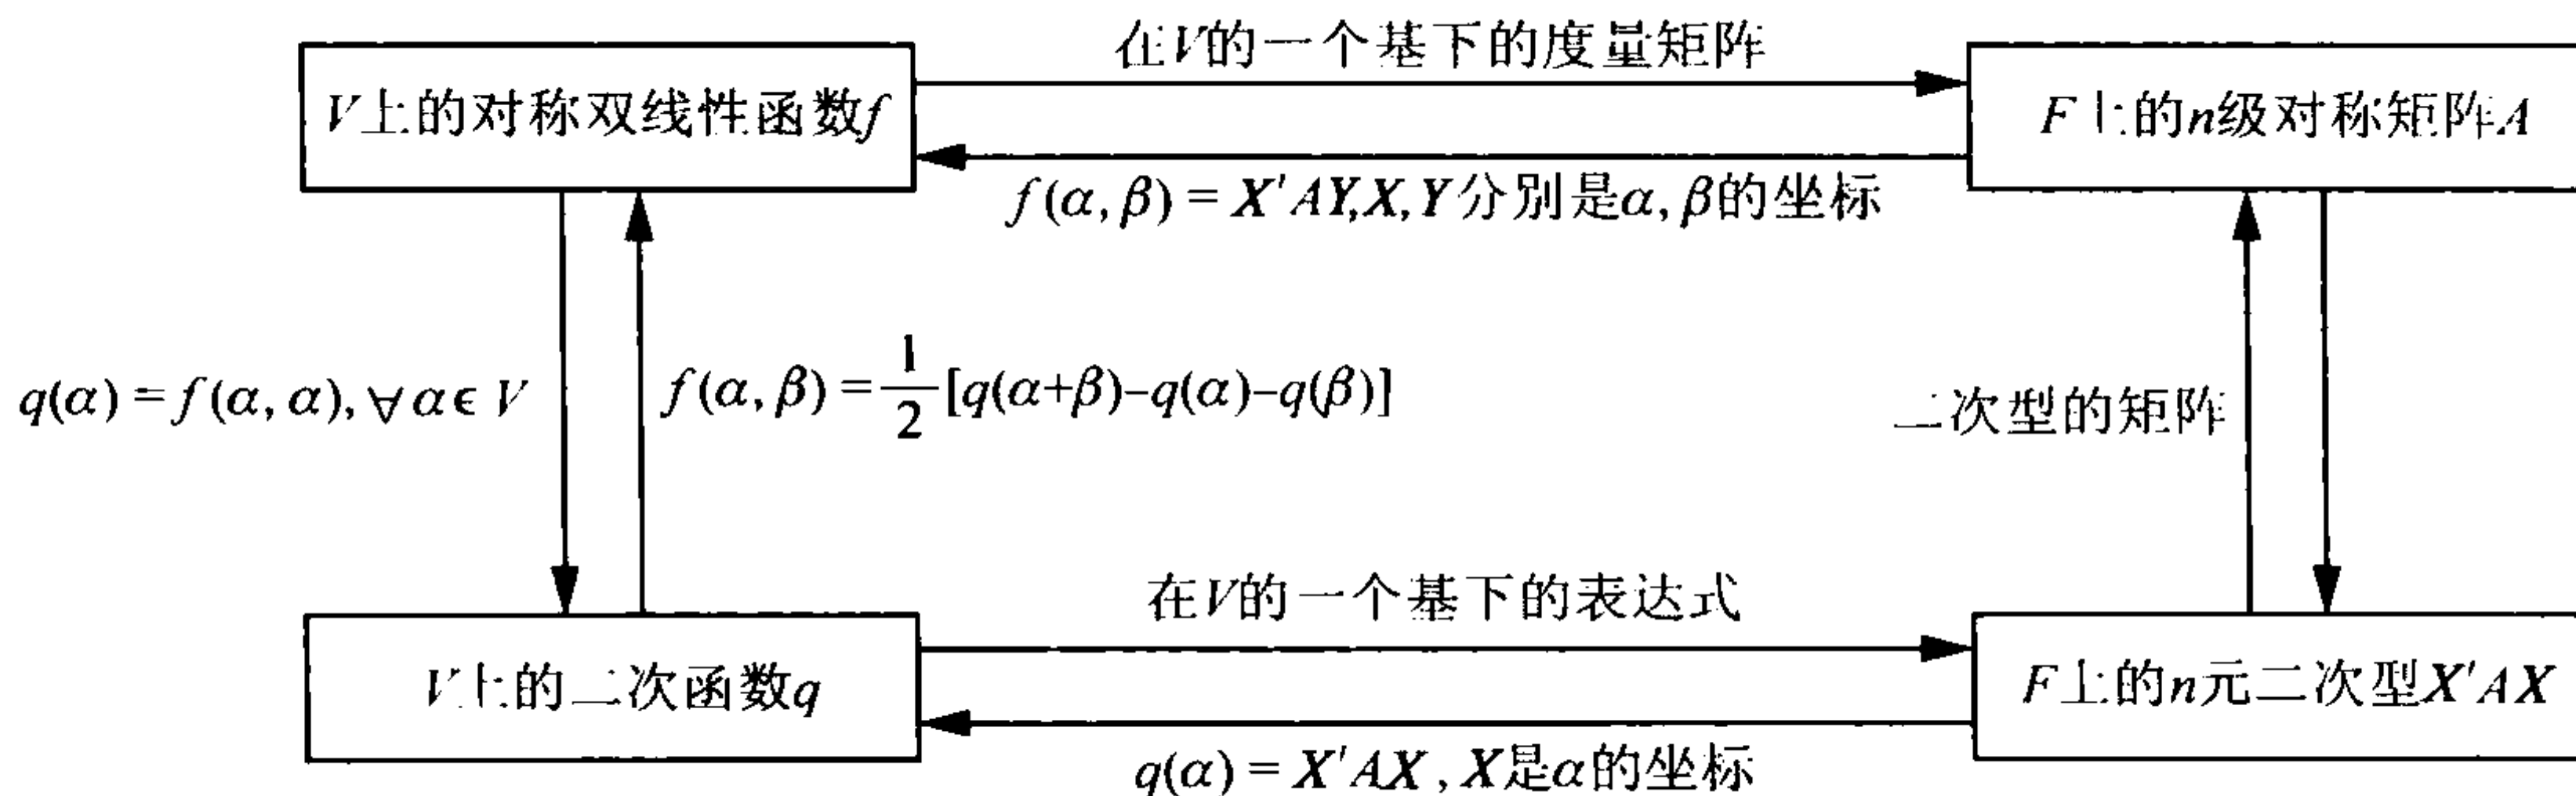 在V的一个基下的度量矩阵
V上的对称双线性函数f
F上的n级对称矩阵A
f(α, β) = X′AY, X, Y分别是α, β的坐标
q(α) = f(α, α), ∀α∈V
f(α, β) = 1/2 [q(α+β)–q(α)–q(β)]
二次型的矩阵
在V的一个基下的表达式
V上的二次函数q
F上的n元二次型X′AX
q(α) = X′AX, X是α的坐标